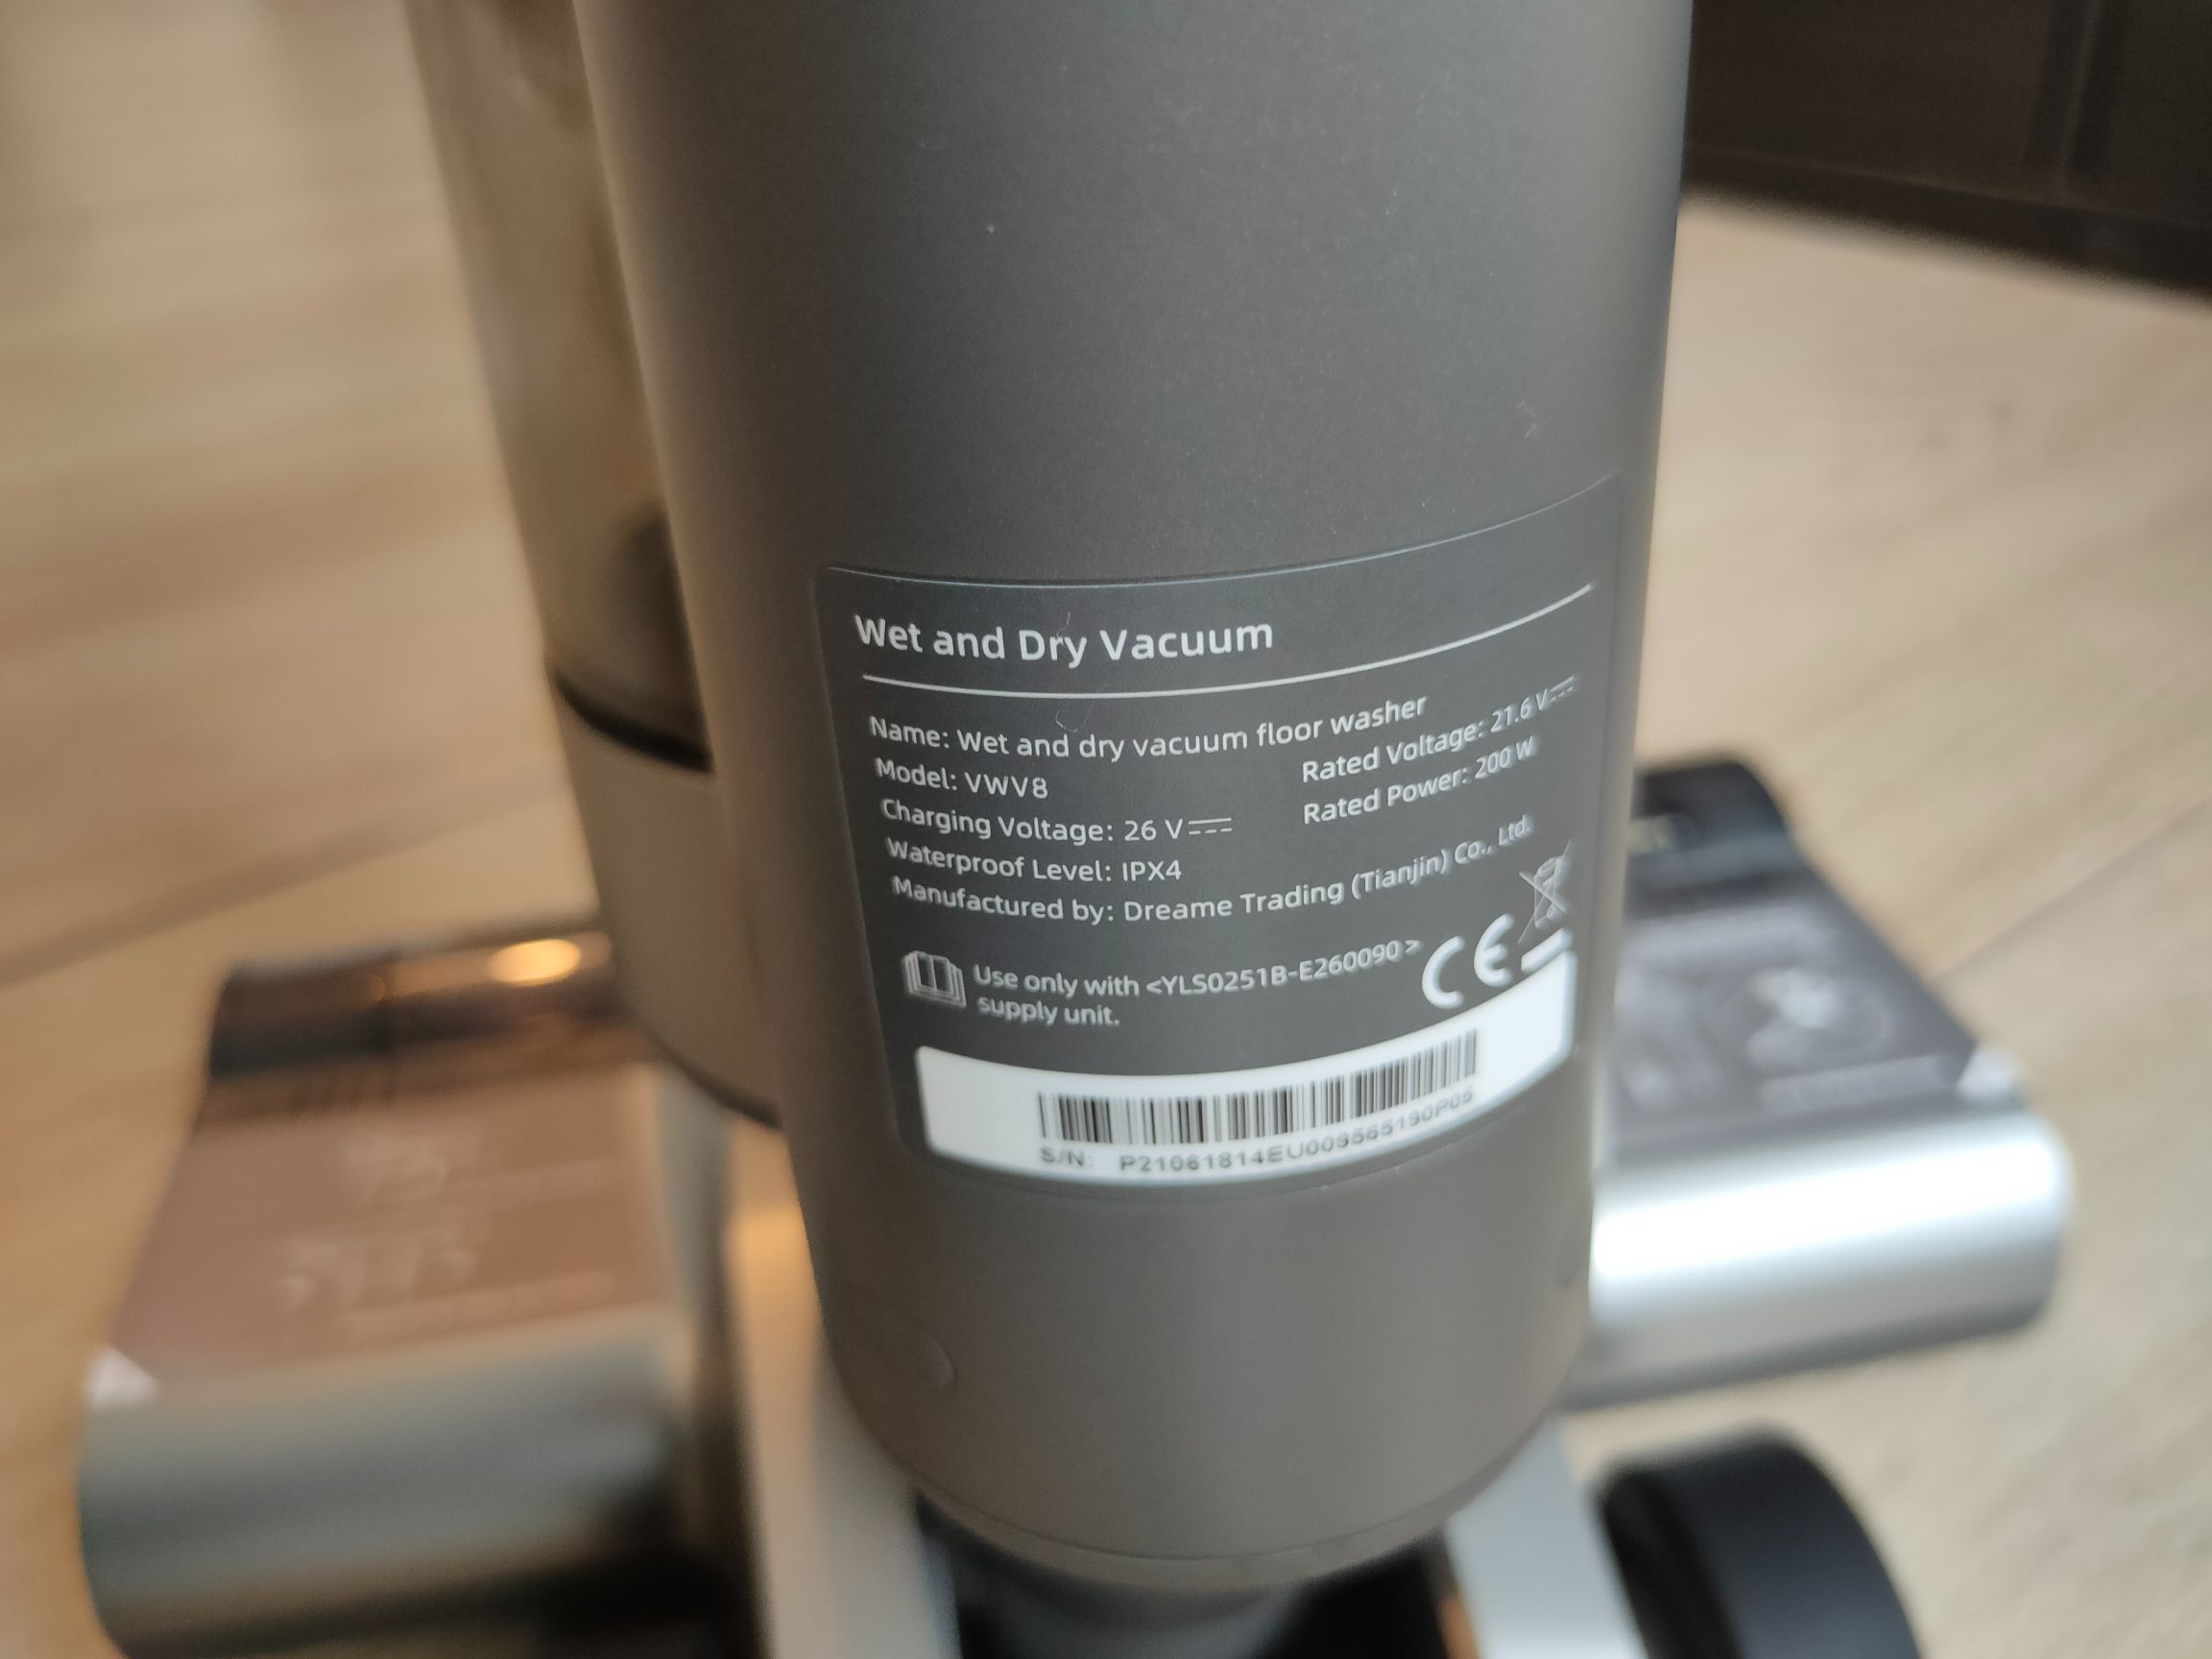 Wet and Dry Vacuum
Name: Wet and dry vacuum floor washer
Model: VWV8
Rated Voltage: 21.6 V⎓
Charging Voltage: 26 V⎓
Rated Power: 200 W
Waterproof Level: IPX4
Manufactured by: Dreame Trading (Tianjin) Co., Ltd.
Use only with <YLS0251B-E260090>
supply unit.
CE
S/N: P21061814EU009565190P05